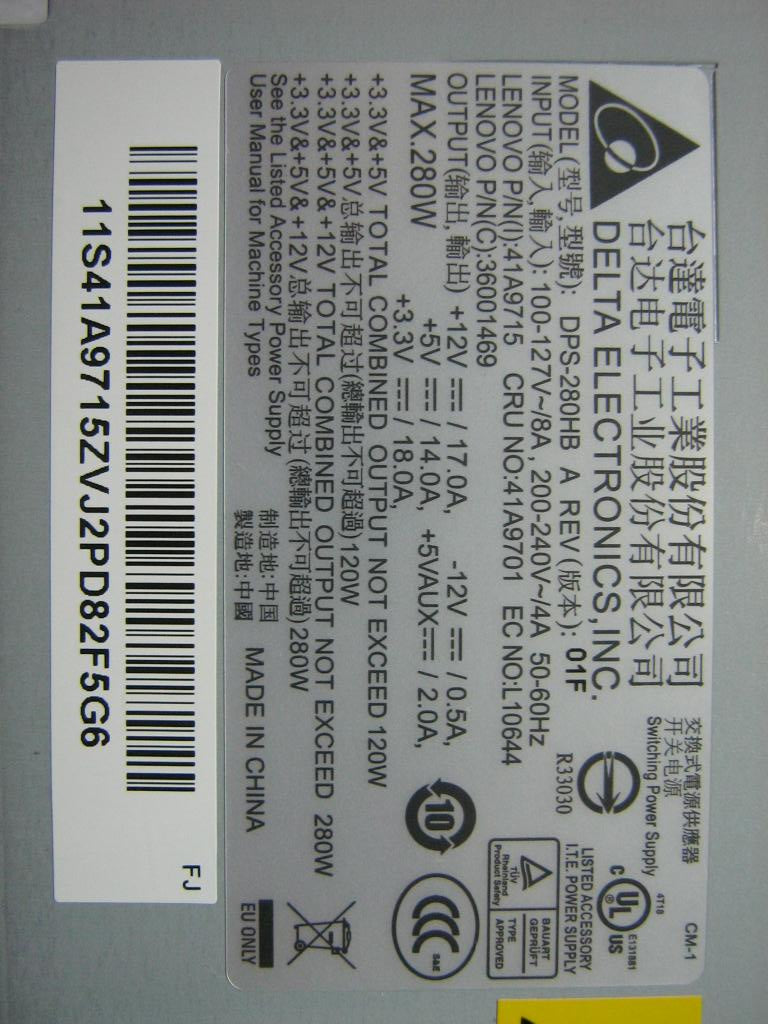 台達電子工業股份有限公司
台达电子工业股份有限公司
DELTA ELECTRONICS, INC.
MODEL (型号, 型號): DPS-280HB A REV (版本): 01F
INPUT(输入, 輸入): 100-127V~/8A, 200-240V~/4A 50-60Hz
LENOVO P/N(I):41A9715 CRU NO:41A9701 EC NO:L10644
LENOVO P/N(C):36001469
OUTPUT(输出, 輸出) +12V ⎓ / 17.0A, -12V ⎓ / 0.5A,
MAX.280W +5V ⎓ / 14.0A, +5VAUX⎓ / 2.0A,
+3.3V ⎓ / 18.0A,
+3.3V&+5V TOTAL COMBINED OUTPUT NOT EXCEED 120W
+3.3V&+5V总输出不可超过(總輸出不可超過)120W
+3.3V&+5V&+12V TOTAL COMBINED OUTPUT NOT EXCEED 280W
+3.3V&+5V&+12V总输出不可超过(總輸出不可超過)280W
See the Listed Accessory Power Supply
User Manual for Machine Types
制造地: 中国
製造地: 中國
MADE IN CHINA
交換式電源供應器
开关电源
Switching Power Supply
CM-1
R33030
4T18
c UL US
®
E131881
LISTED ACCESSORY
I.T.E. POWER SUPPLY
TÜV
Rheinland
Product Safety
BAUART
GEPRÜFT
TYPE
APPROVED
10
CCC
S&E
EU ONLY
11S41A9715ZVJ2PD82F5G6
FJ